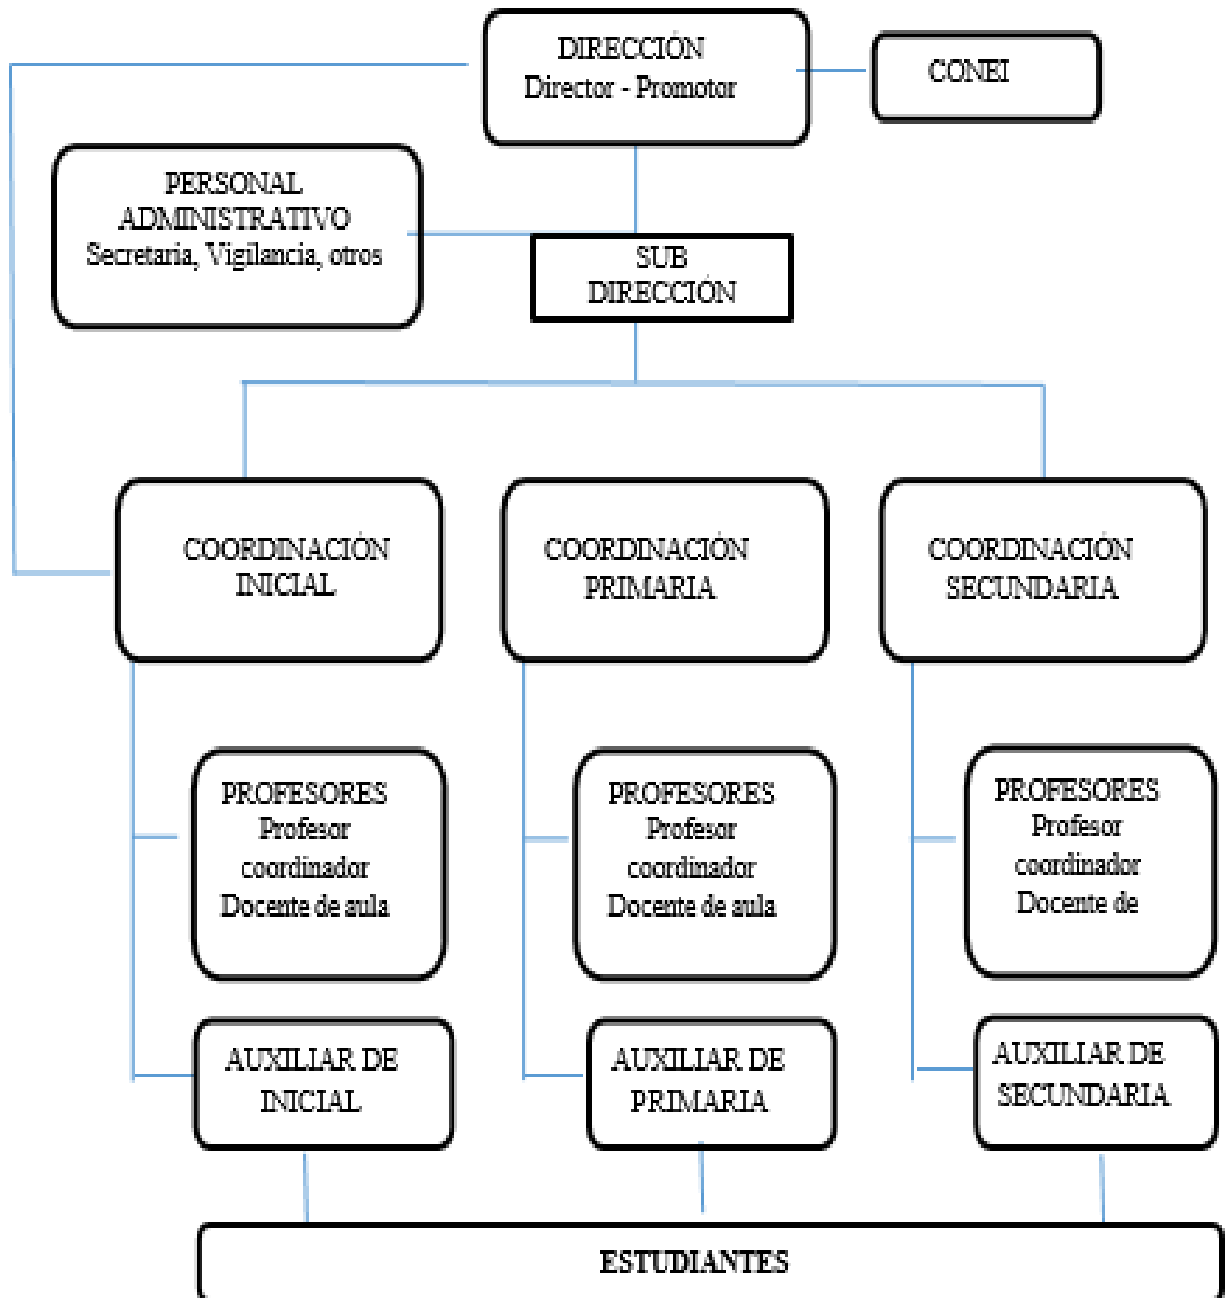 DIRECCIÓN
Director - Promotor
CONEI
PERSONAL
ADMINISTRATIVO
Secretaria, Vigilancia, otros
SUB
DIRECCIÓN
COORDINACIÓN
INICIAL
COORDINACIÓN
PRIMARIA
COORDINACIÓN
SECUNDARIA
PROFESORES
Profesor
coordinador
Docente de aula
PROFESORES
Profesor
coordinador
Docente de aula
PROFESORES
Profesor
coordinador
Docente de
AUXILIAR DE
INICIAL
AUXILIAR DE
PRIMARIA
AUXILIAR DE
SECUNDARIA
ESTUDIANTES